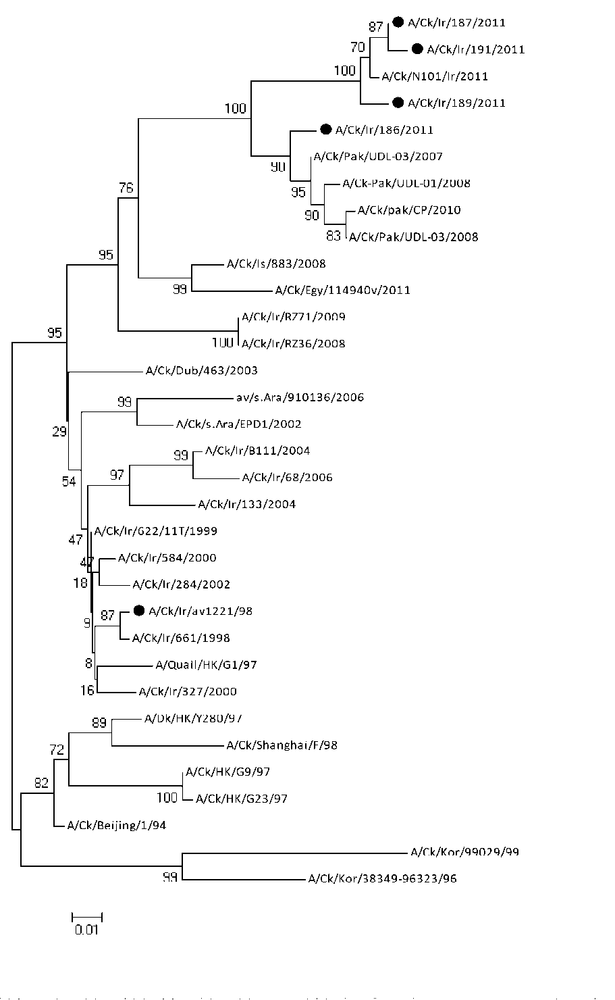 87
A/Ck/Ir/187/2011
70
A/Ck/Ir/191/2011
100
A/Ck/N101/Ir/2011
A/Ck/Ir/189/2011
100
A/Ck/Ir/186/2011
90
A/Ck/Pak/UDL-03/2007
95
A/Ck-Pak/UDL-01/2008
76
90
A/Ck/pak/CP/2010
83
A/Ck/Pak/UDL-03/2008
95
A/Ck/Is/883/2008
99
A/Ck/Egy/114940v/2011
A/Ck/Ir/RZ71/2009
95
100
A/Ck/Ir/RZ36/2008
A/Ck/Dub/463/2003
99
av/s.Ara/910136/2006
29
A/Ck/s.Ara/EPD1/2002
99
A/Ck/Ir/B111/2004
54
97
A/Ck/Ir/68/2006
A/Ck/Ir/133/2004
47
A/Ck/Ir/622/11T/1999
47
A/Ck/Ir/584/2000
18
A/Ck/Ir/284/2002
9
87
A/Ck/Ir/av1221/98
A/Ck/Ir/661/1998
8
A/Quail/HK/G1/97
16
A/Ck/Ir/327/2000
89
A/Dk/HK/Y280/97
72
A/Ck/Shanghai/F/98
A/Ck/HK/G9/97
82
100
A/Ck/HK/G23/97
A/Ck/Beijing/1/94
A/Ck/Kor/99029/99
99
A/Ck/Kor/38349-96323/96
0.01